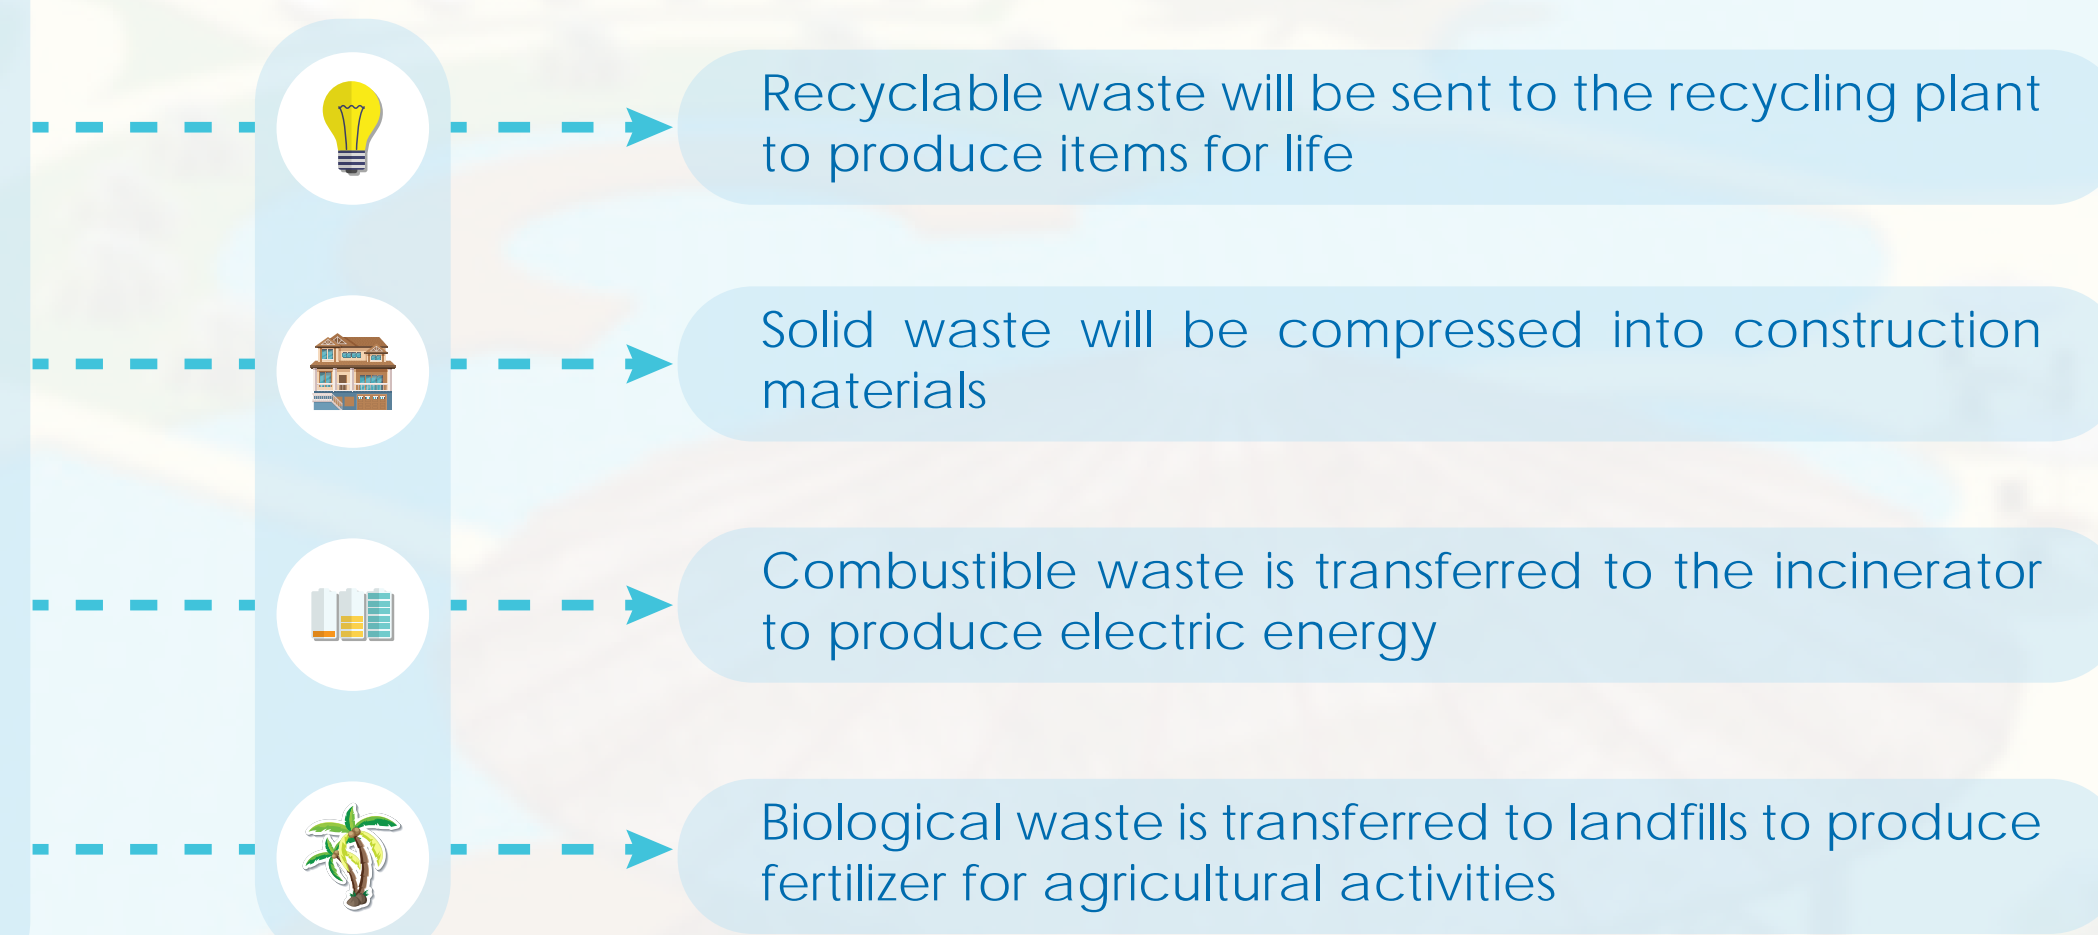 Recyclable waste will be sent to the recycling plant
to produce items for life
Solid waste will be compressed into construction
materials
Combustible waste is transferred to the incinerator
to produce electric energy
Biological waste is transferred to landfills to produce
fertilizer for agricultural activities